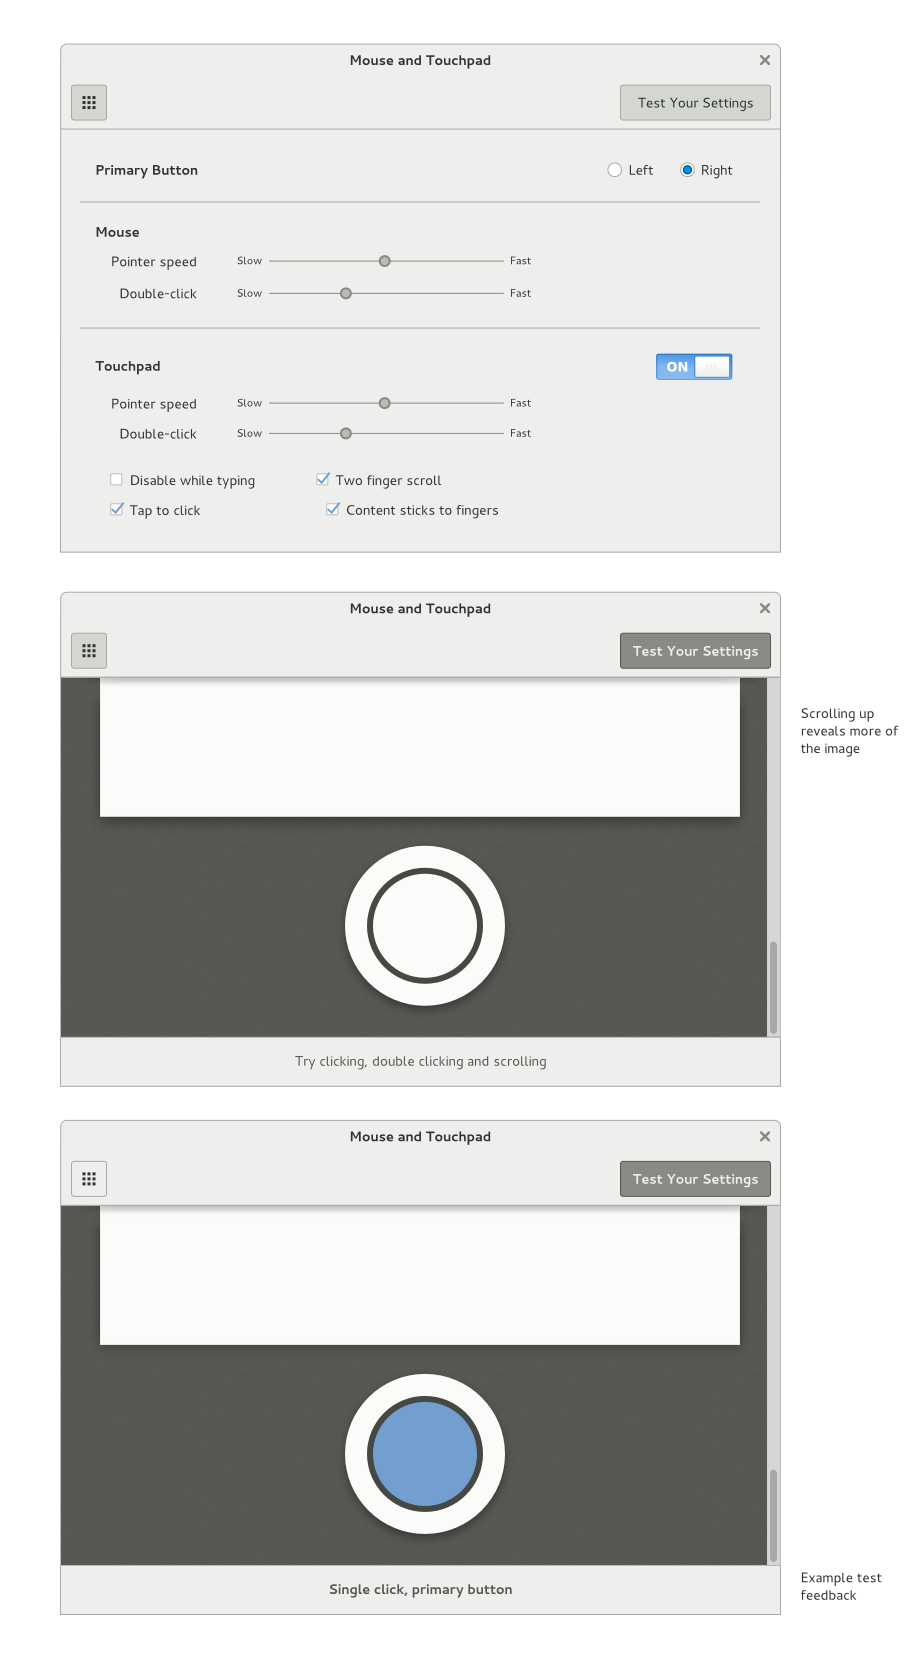 Mouse and Touchpad
Test Your Settings
Primary Button Left Right
Mouse
Pointer speed Slow Fast
Double-click Slow Fast
Touchpad ON
Pointer speed Slow Fast
Double-click Slow Fast
Disable while typing Two finger scroll
Tap to click Content sticks to fingers
Mouse and Touchpad
Test Your Settings
Scrolling up
reveals more of
the image
Try clicking, double clicking and scrolling
Mouse and Touchpad
Test Your Settings
Single click, primary button
Example test
feedback